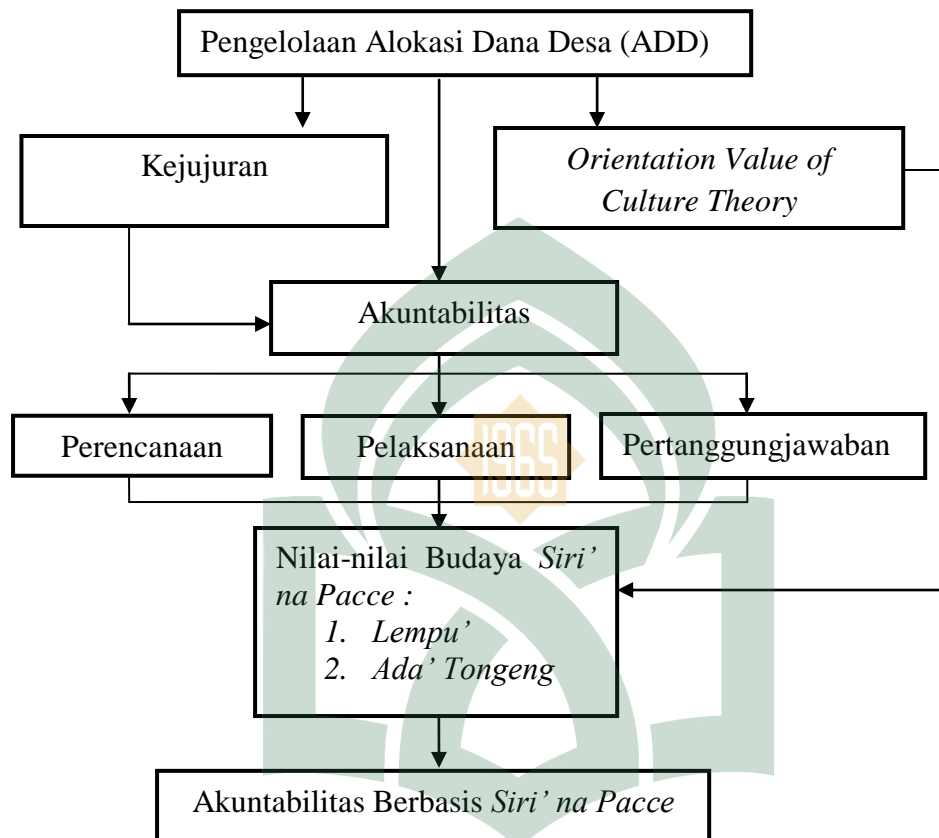 Pengelolaan Alokasi Dana Desa (ADD)
Kejujuran
Orientation Value of
Culture Theory
Akuntabilitas
Perencanaan
Pelaksanaan
Pertanggungjawaban
1965
Nilai-nilai Budaya Siri’
na Pacce :
1. Lempu’
2. Ada’ Tongeng
Akuntabilitas Berbasis Siri’ na Pacce